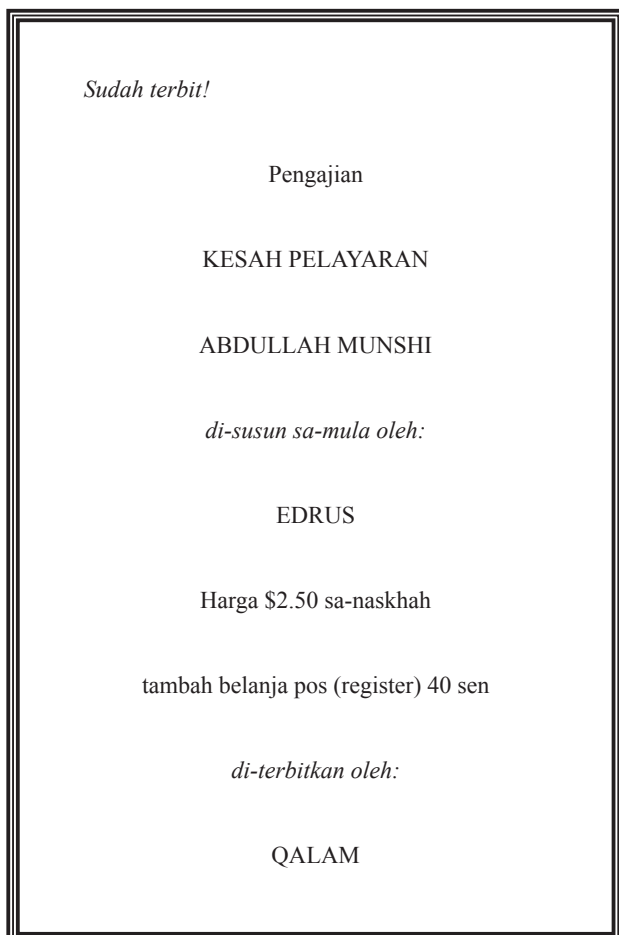 Sudah terbit!
Pengajian
KESAH PELAYARAN
ABDULLAH MUNSHI
di-susun sa-mula oleh:
EDRUS
Harga $2.50 sa-naskhah
tambah belanja pos (register) 40 sen
di-terbitkan oleh:
QALAM